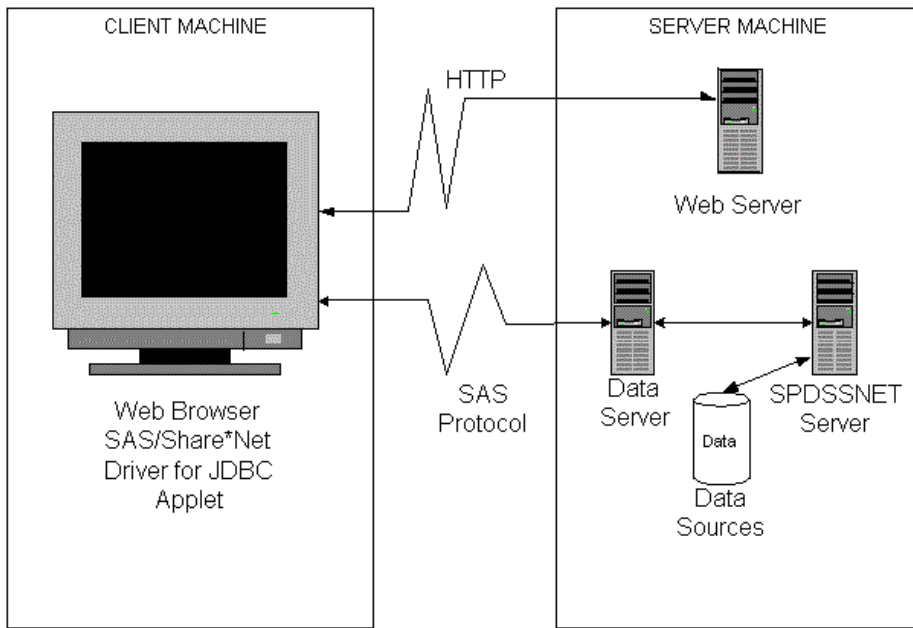 CLIENT MACHINE
SERVER MACHINE
HTTP
Web Server
SAS
Protocol
Data
Server
SPDSSNET
Server
Data
Data
Sources
Web Browser
SAS/Share*Net
Driver for JDBC
Applet